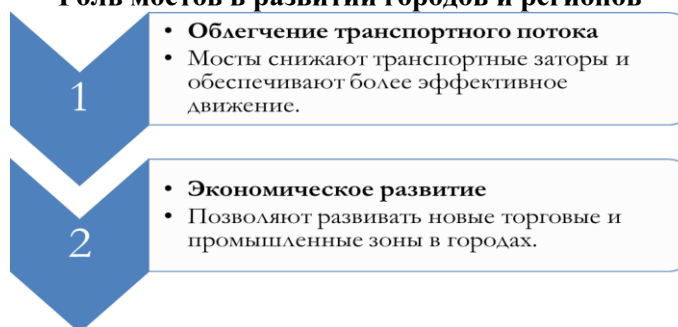 Роль мостов в развитии городов и регионов
1
• Облегчение транспортного потока
• Мосты снижают транспортные заторы и
обеспечивают более эффективное
движение.
2
• Экономическое развитие
• Позволяют развивать новые торговые и
промышленные зоны в городах.